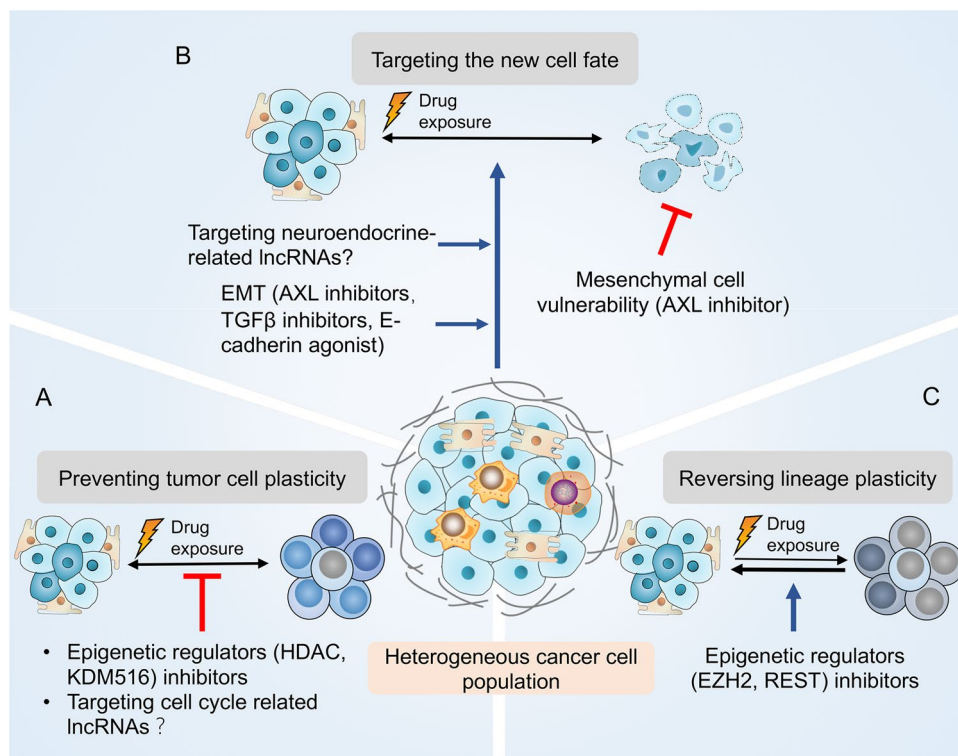 B
Targeting the new cell fate
Drug
exposure
Targeting neuroendocrine-
related lncRNAs?
EMT (AXL inhibitors,
TGFβ inhibitors, E-
cadherin agonist)
Mesenchymal cell
vulnerability (AXL inhibitor)
A
Preventing tumor cell plasticity
Drug
exposure
• Epigenetic regulators (HDAC,
KDM516) inhibitors
• Targeting cell cycle related
lncRNAs ?
Heterogeneous cancer cell
population
C
Reversing lineage plasticity
Drug
exposure
Epigenetic regulators
(EZH2, REST) inhibitors